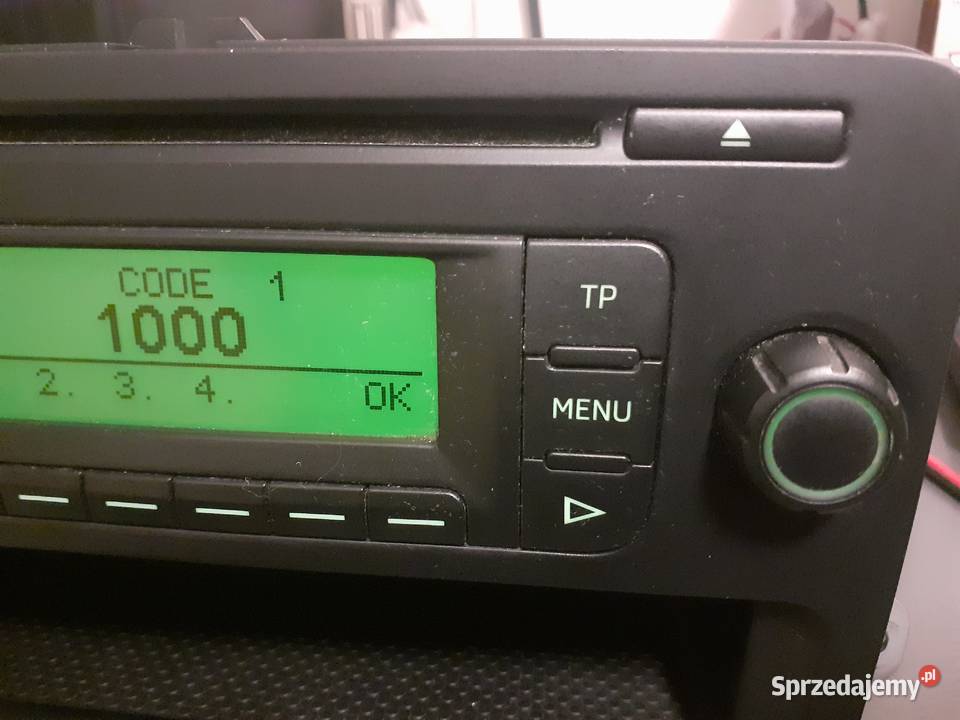 CODE 1
1000
2. 3. 4. OK
TP
MENU
Sprzedajemy.pl